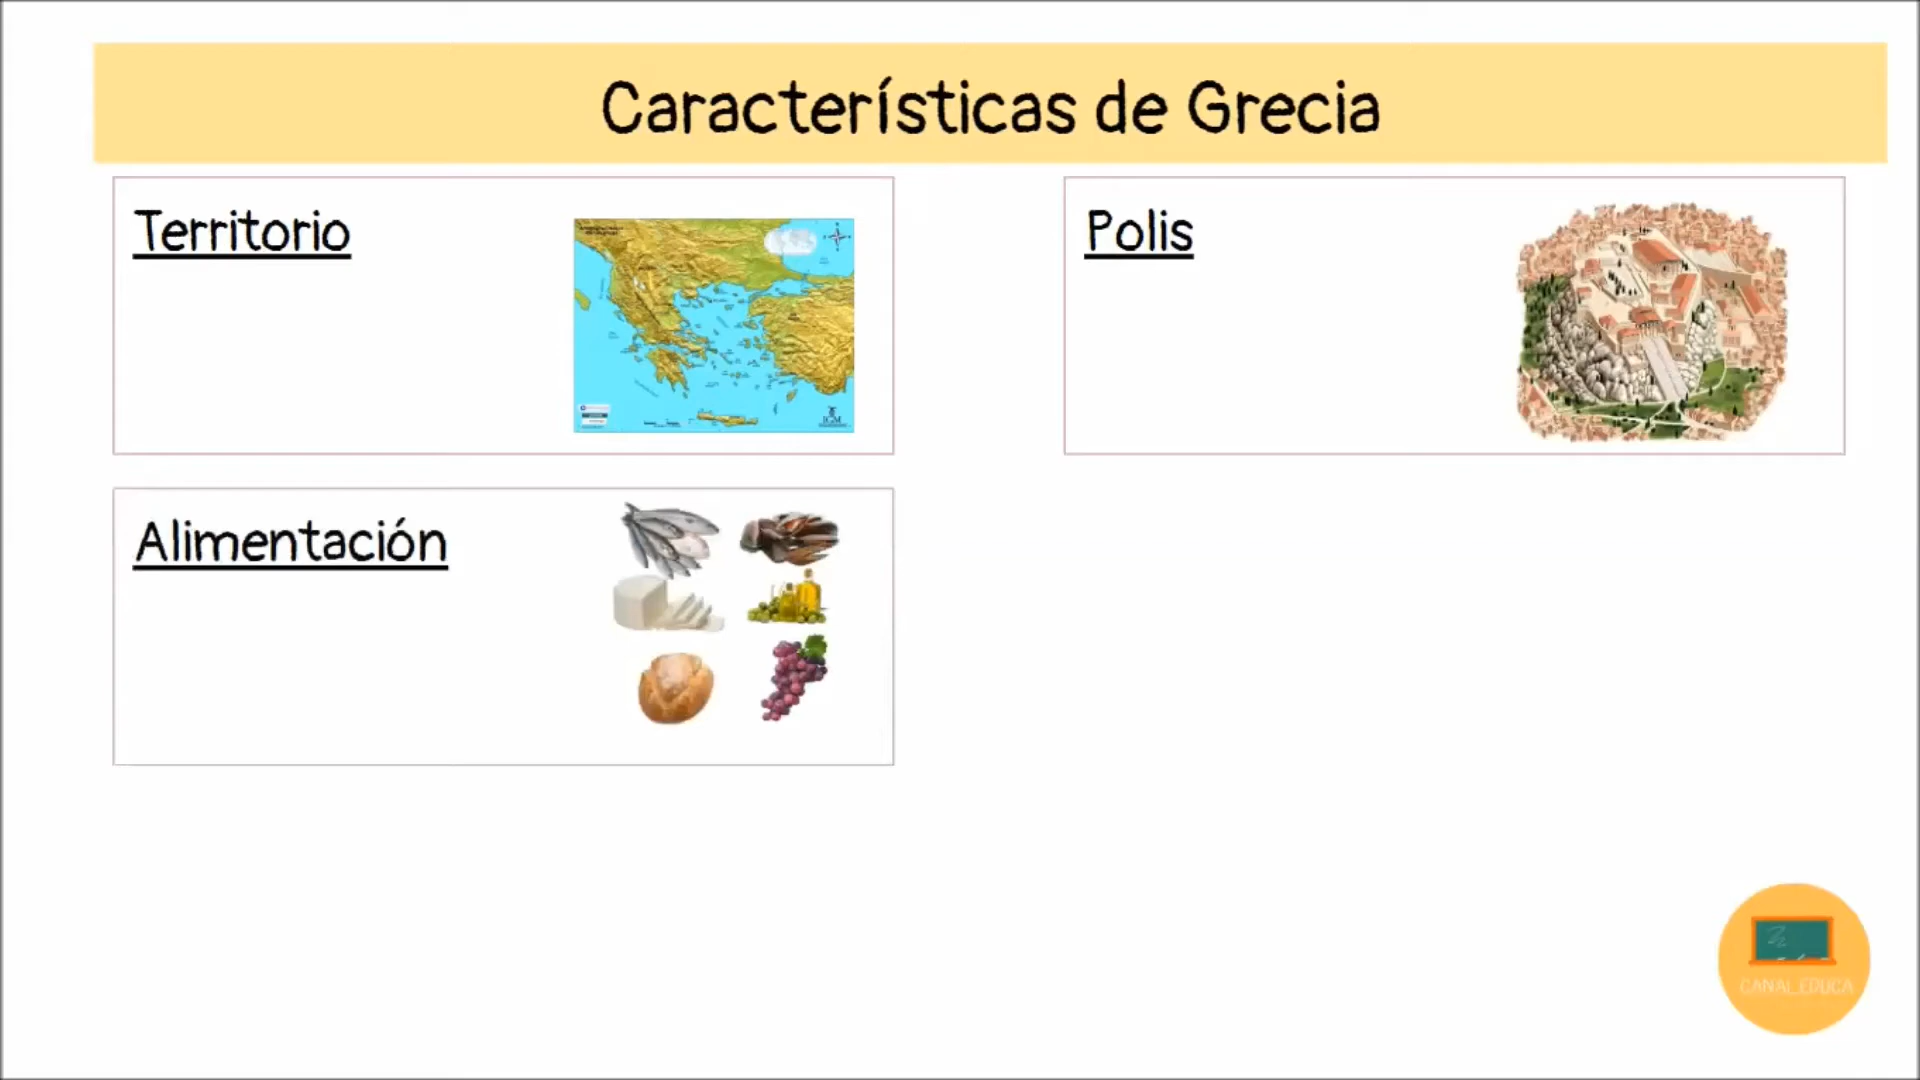 Características de Grecia
Territorio
Polis
Alimentación
CANAL EDUCA